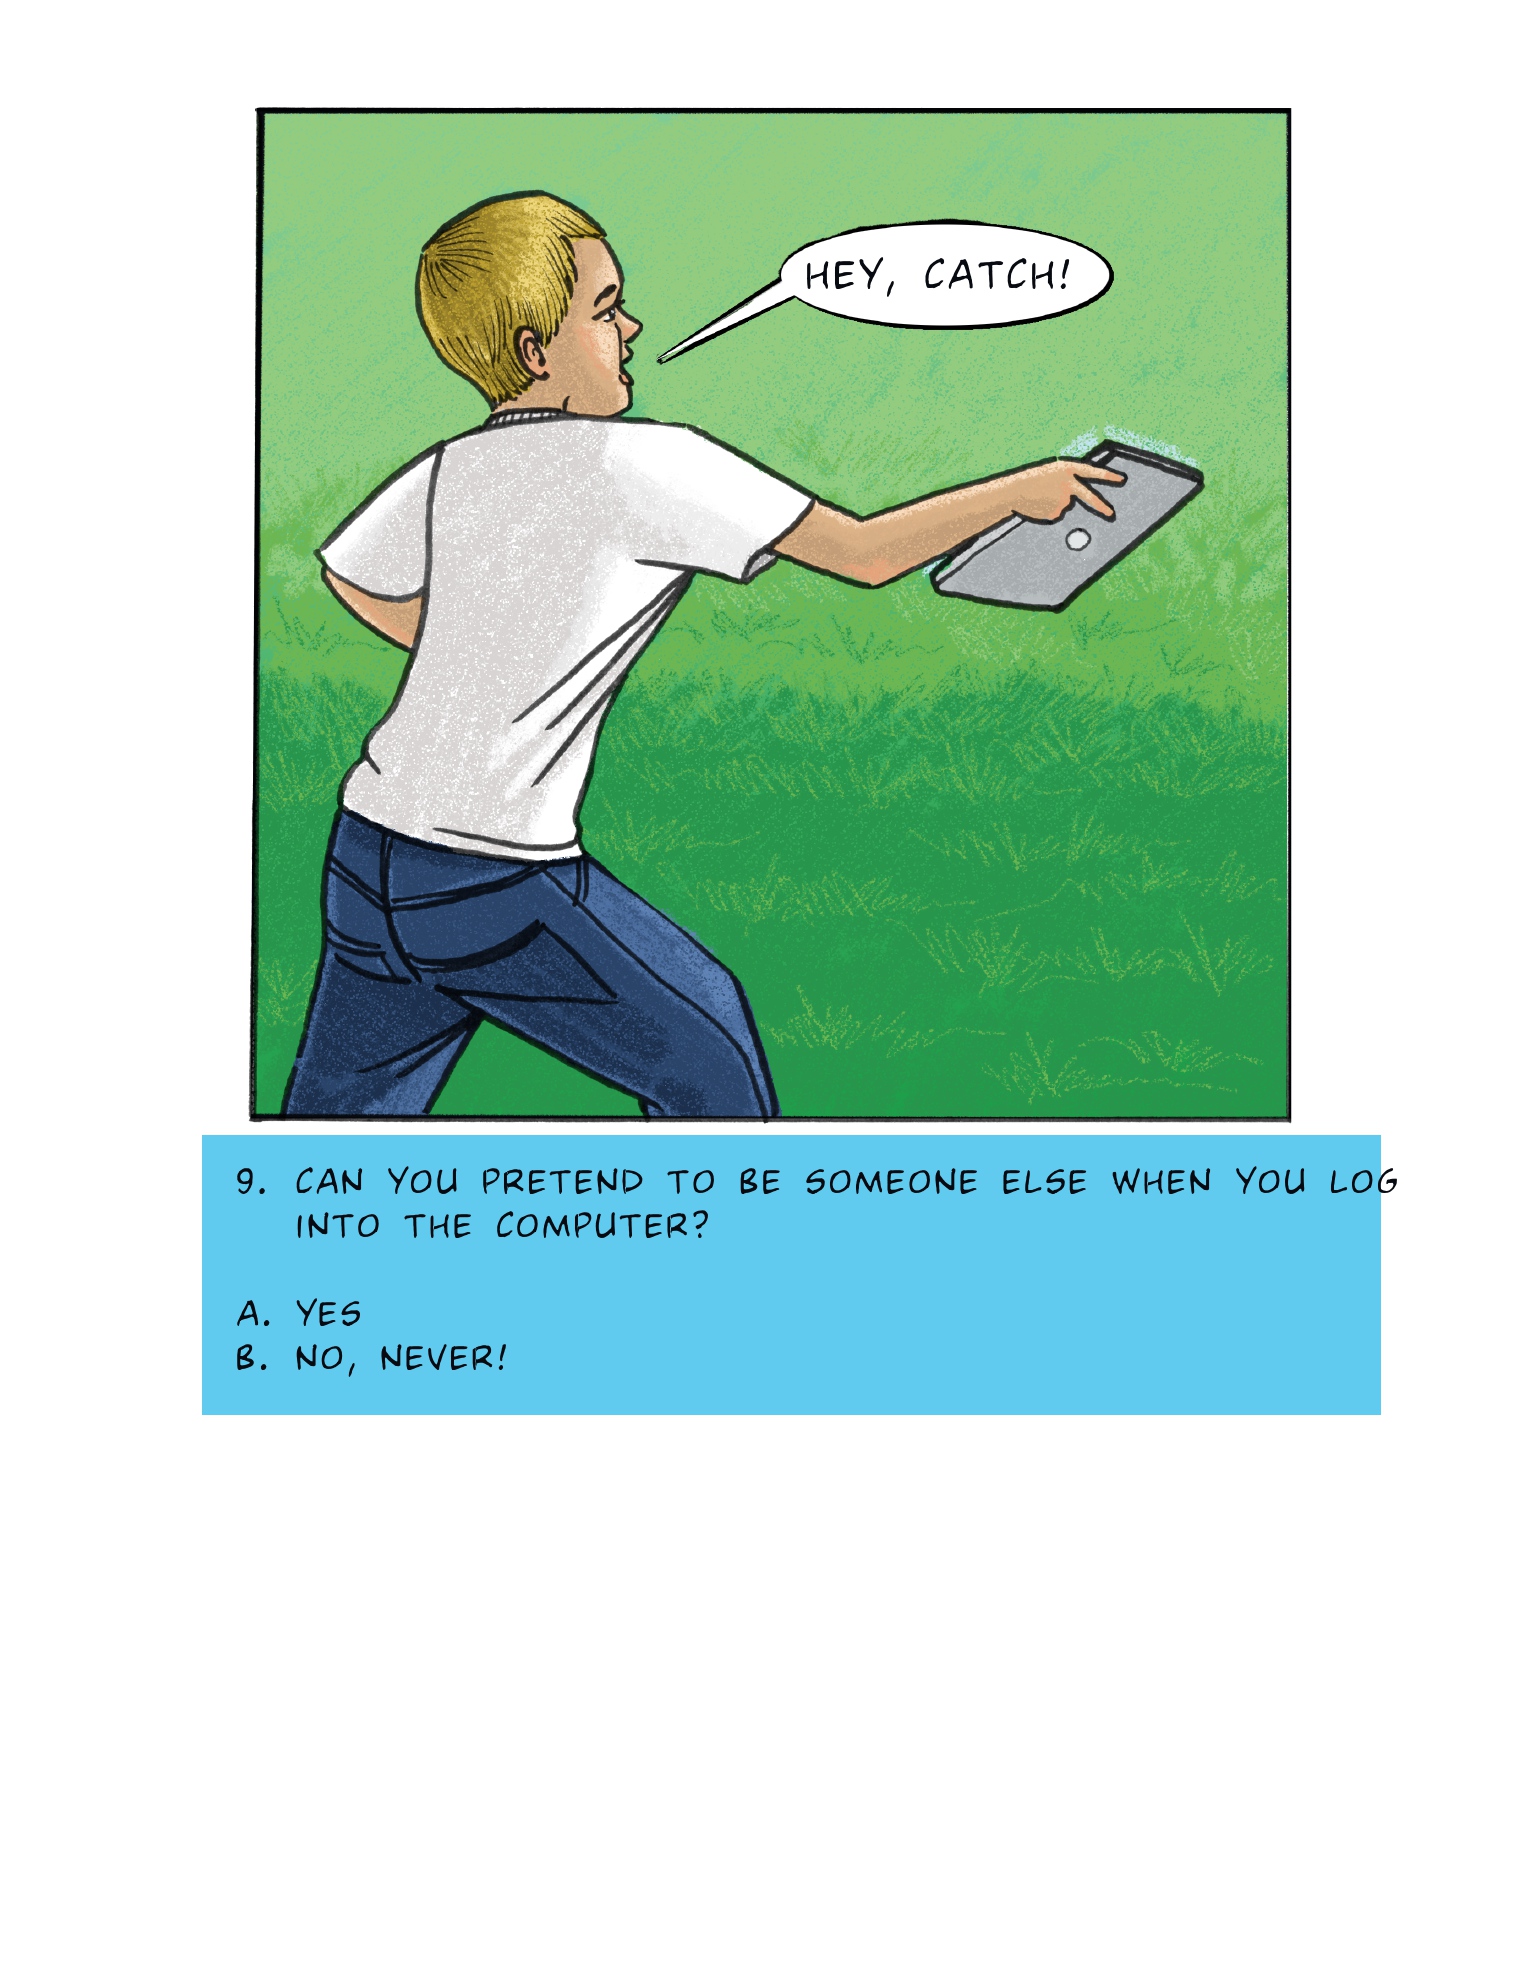 HEY, CATCH!
9. CAN YOU PRETEND TO BE SOMEONE ELSE WHEN YOU LOG
INTO THE COMPUTER?
A. YES
B. NO, NEVER!